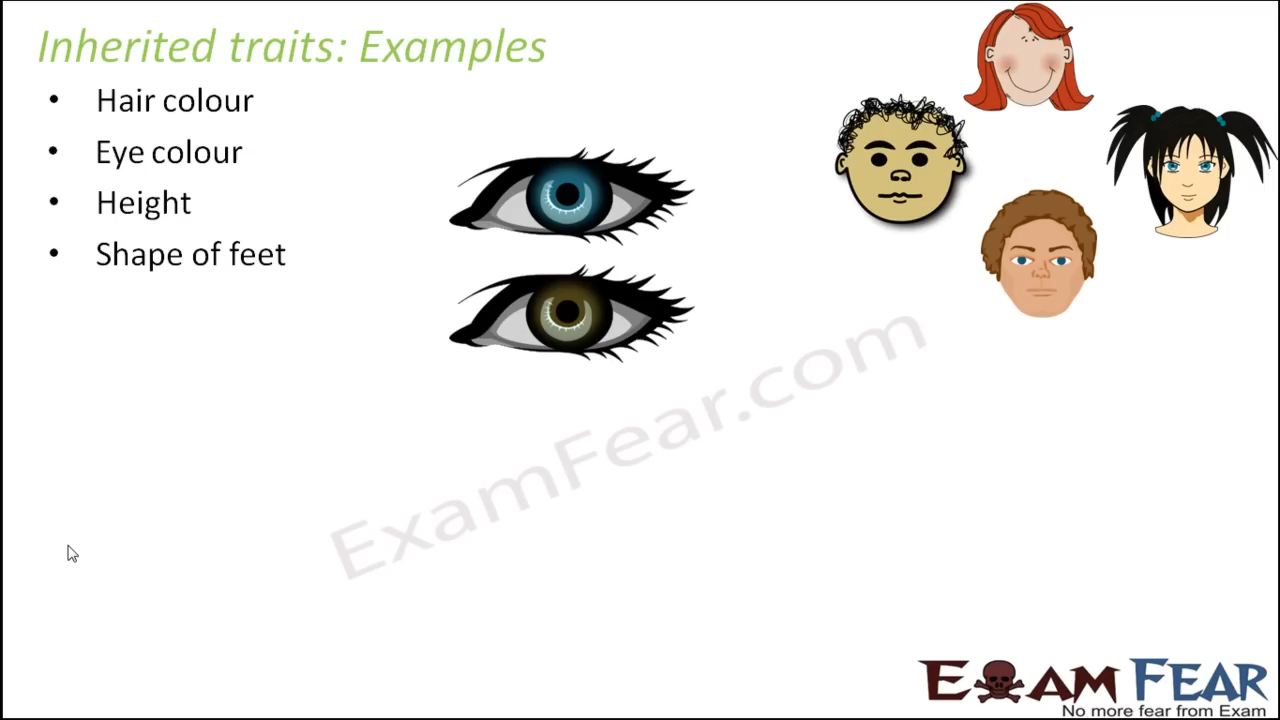 Inherited traits: Examples
• Hair colour
• Eye colour
• Height
• Shape of feet
ExamFear.com
EXAM FEAR
No more fear from Exam